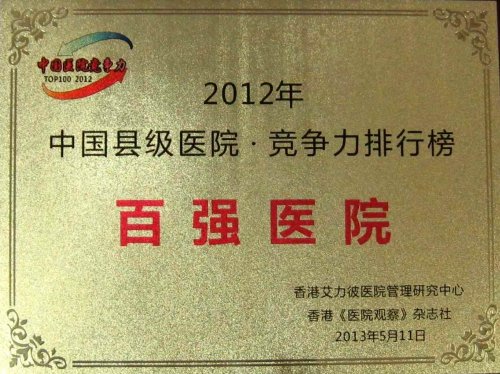 中国医院竞争力
TOP100 2012
2012年
中国县级医院·竞争力排行榜
百强医院
香港艾力彼医院管理研究中心
香港《医院观察》杂志社
2013年5月11日